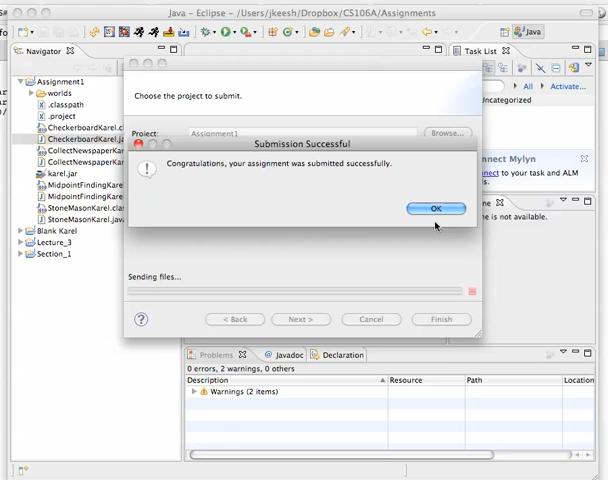 Java - Eclipse - /Users/jkeesh/Dropbox/CS106A/Assignments
Java
Navigator
Task List
Assignment1
worlds
.classpath
.project
CheckerboardKarel.cl
CheckerboardKarel.ja
CollectNewspaperKar
CollectNewspaperKar
karel.jar
MidpointFindingKarel
MidpointFindingKarel
StoneMasonKarel.clas
StoneMasonKarel.java
Blank Karel
Lecture_3
Section_1
Choose the project to submit.
Project:
Assignment1
Browse...
Submission Successful
Congratulations, your assignment was submitted successfully.
OK
Sending files...
< Back
Next >
Cancel
Finish
All
Activate...
Uncategorized
nnect Mylyn
nect to your task and ALM
ne is not available.
Problems
Javadoc
Declaration
0 errors, 2 warnings, 0 others
Description
Resource
Path
Location
Warnings (2 items)